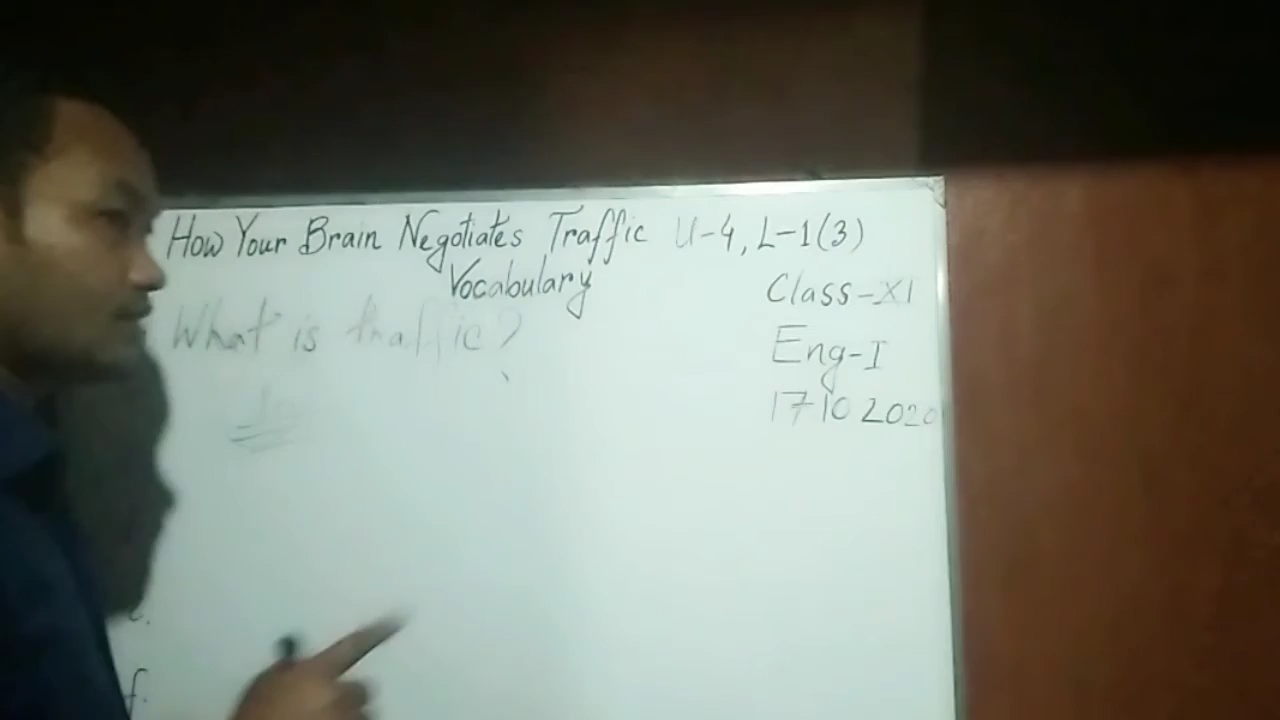 How Your Brain Negotiates Traffic U-4, L-1(3)
Vocabulary
Class-XI
What is traffic?
Eng-I
17 10 2020
f.